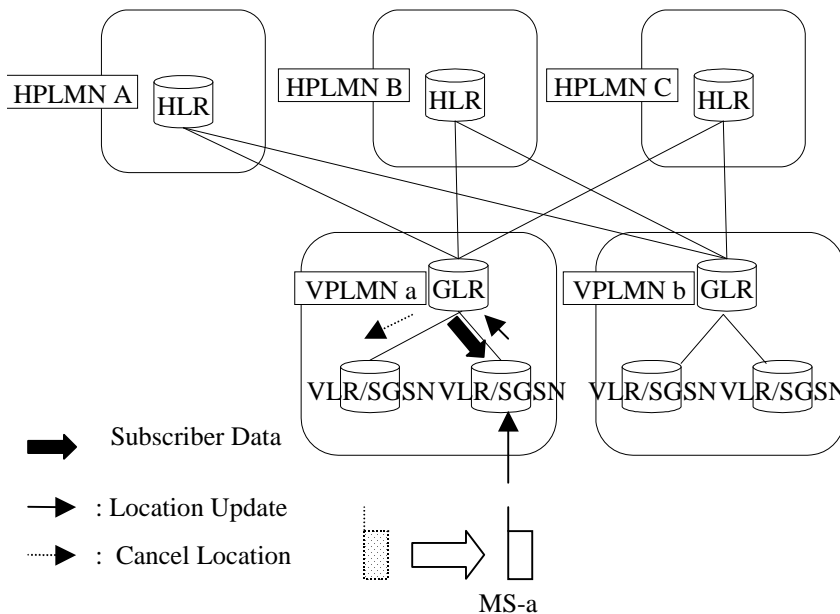 HPLMN A
HLR
HPLMN B
HLR
HPLMN C
HLR
VPLMN a
GLR
VPLMN b
GLR
VLR/SGSN
VLR/SGSN
VLR/SGSN
VLR/SGSN
Subscriber Data
: Location Update
: Cancel Location
MS-a